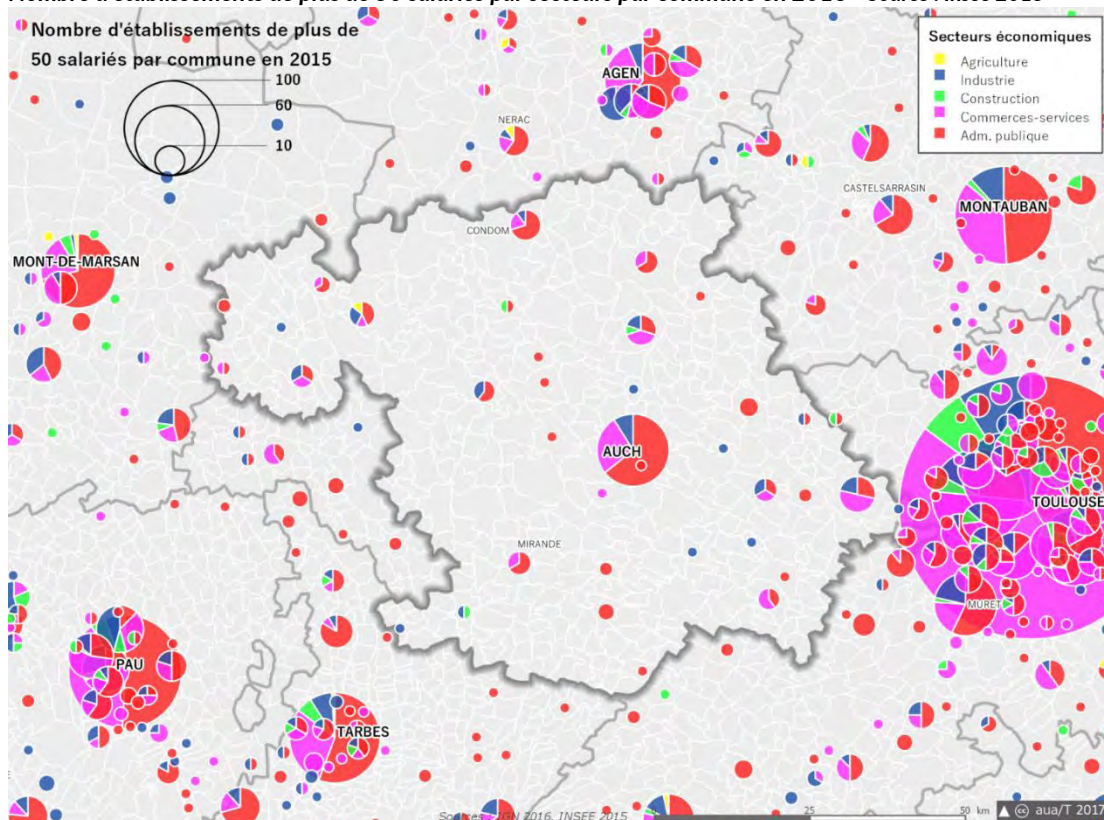 Nombre d'établissements de plus de
50 salariés par commune en 2015
100
60
10
Secteurs économiques
Agriculture
Industrie
Construction
Commerces-services
Adm. publique
AGEN
NERAC
CASTELSARRASIN
MONTAUBAN
CONDOM
MONT-DE-MARSAN
AUCH
TOULOUSE
MIRANDE
MURET
PAU
TARBES
Sources : IGN 2016, INSEE 2015
25
50 km
cc aua/T 2017